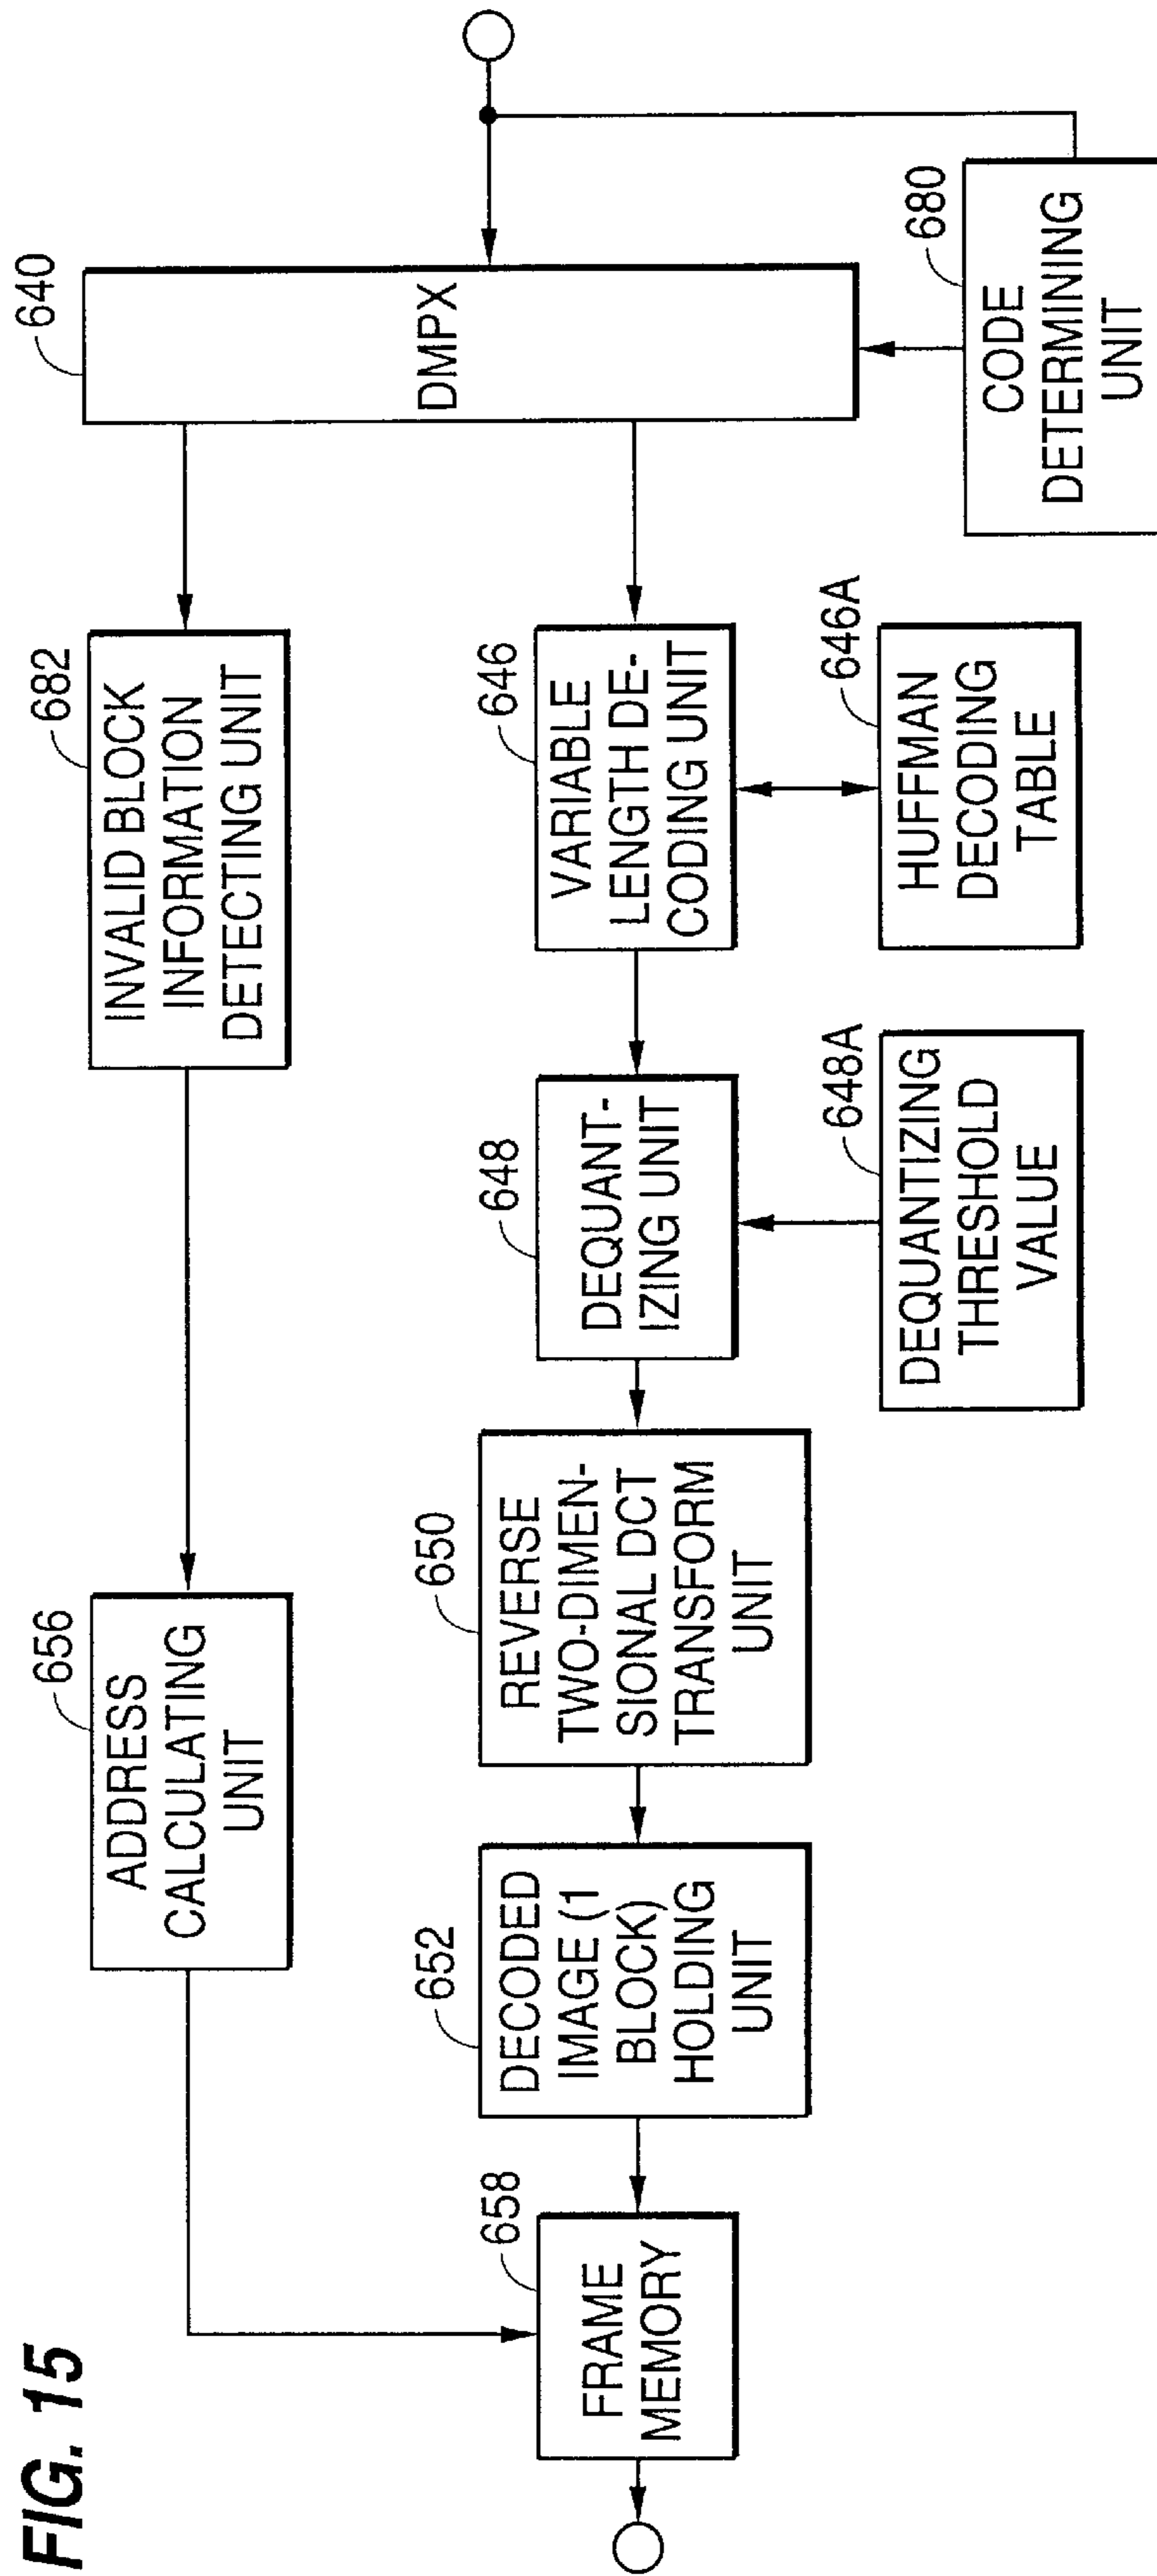 FIG. 15
658
FRAME
MEMORY
656
ADDRESS
CALCULATING
UNIT
652
DECODED
IMAGE (1
BLOCK)
HOLDING
UNIT
650
REVERSE
TWO-DIMEN-
SIONAL DCT
TRANSFORM
UNIT
648
DEQUANT-
IZING UNIT
648A
DEQUANTIZING
THRESHOLD
VALUE
682
INVALID BLOCK
INFORMATION
DETECTING UNIT
646
VARIABLE
LENGTH DE-
CODING UNIT
646A
HUFFMAN
DECODING
TABLE
640
DMPX
680
CODE
DETERMINING
UNIT